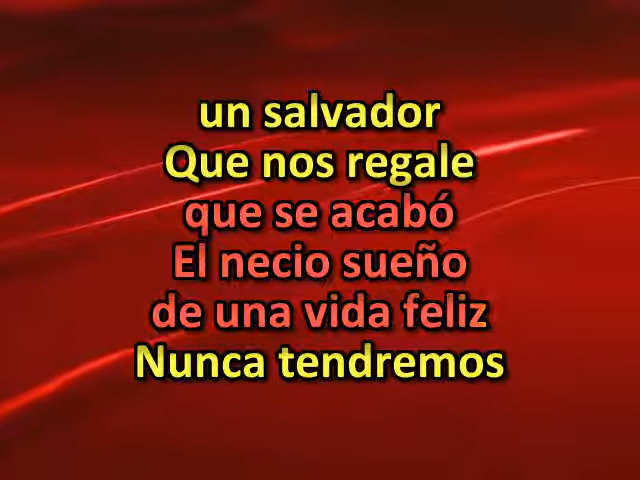 un salvador
Que nos regale
que se acabó
El necio sueño
de una vida feliz
Nunca tendremos